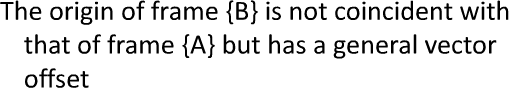 The origin of frame {B} is not coincident with
that of frame {A} but has a general vector
offset